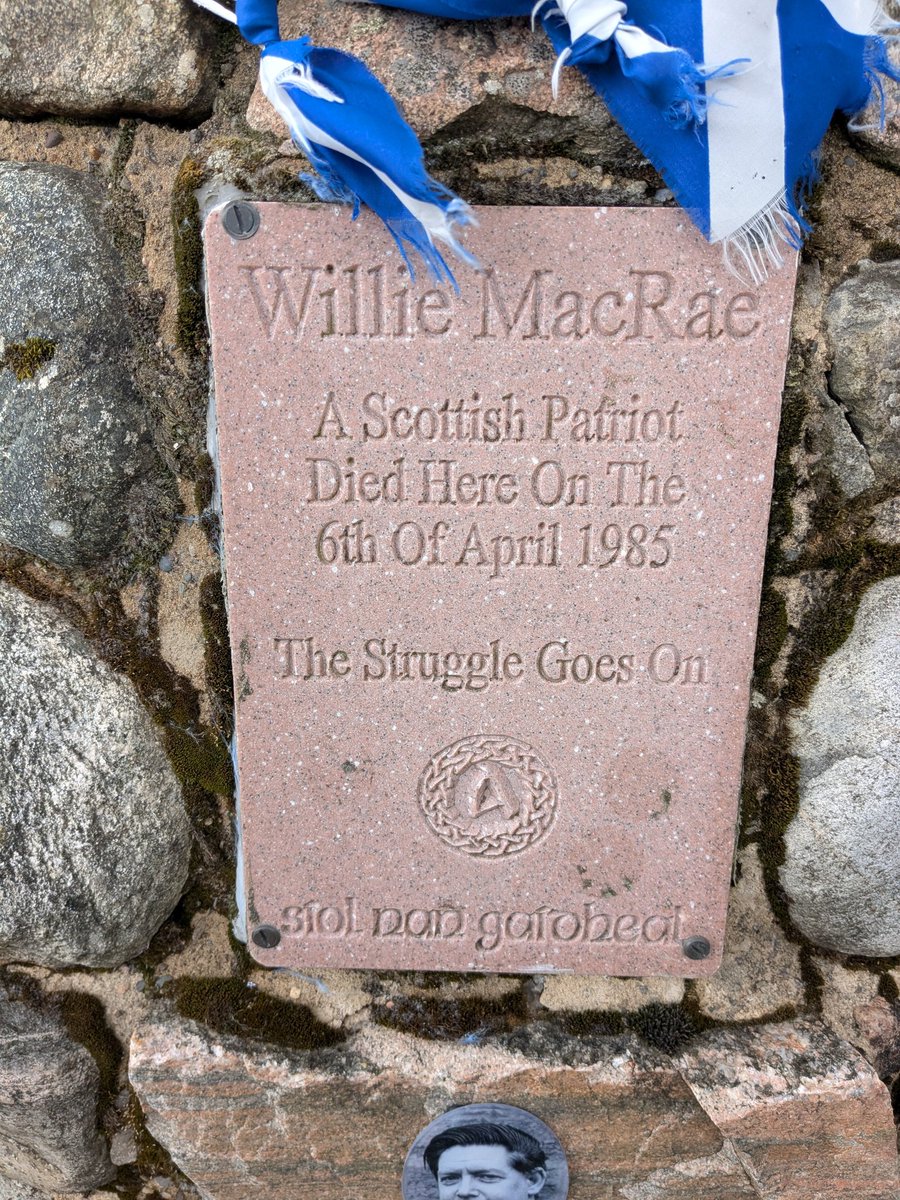 Willie MacRae
A Scottish Patriot
Died Here On The
6th Of April 1985
The Struggle Goes On
siol nan gaidheal